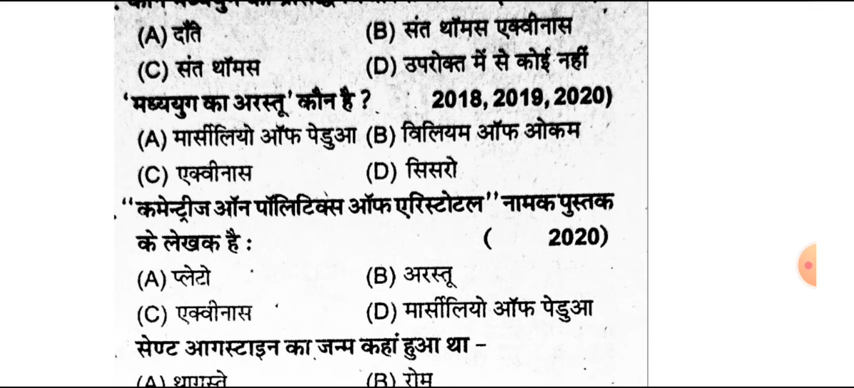 (A) दाँते (B) संत थॉमस एक्वीनास
(C) संत थॉमस (D) उपरोक्त में से कोई नहीं
'मध्ययुग का अरस्तू' कौन है ? 2018, 2019, 2020)
(A) मार्सीलियो ऑफ पेडुआ (B) विलियम ऑफ ओकम
(C) एक्वीनास (D) सिसरो
"कमेन्ट्रीज ऑन पॉलिटिक्स ऑफ एरिस्टोटल" नामक पुस्तक
के लेखक है : ( 2020)
(A) प्लेटो (B) अरस्तू
(C) एक्वीनास (D) मार्सीलियो ऑफ पेडुआ
सेण्ट आगस्टाइन का जन्म कहां हुआ था –
(A) थागस्ते (B) रोम